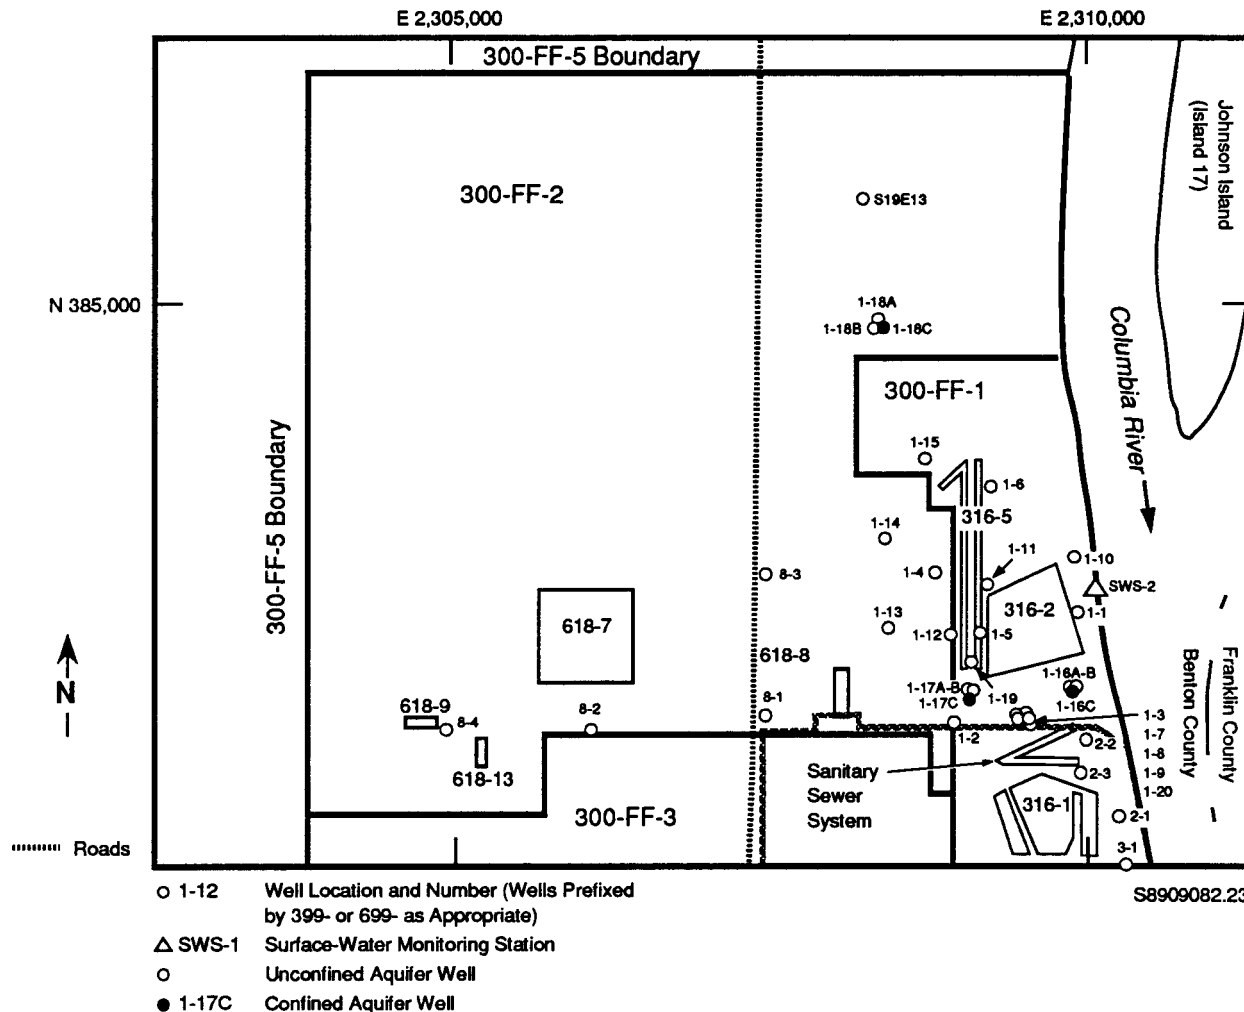 E 2,305,000
E 2,310,000
300-FF-5 Boundary
Johnson Island
(Island 17)
300-FF-2
S19E13
N 385,000
1-18A
1-18B
1-18C
Columbia River
300-FF-1
300-FF-5 Boundary
1-15
1-6
316-5
1-14
1-11
1-10
8-3
1-4
SWS-2
618-7
1-13
316-2
1-1
1-12
1-5
618-8
N
1-16A-B
1-17A-B
1-19
1-16C
1-17C
Franklin County
Benton County
618-9
8-4
8-2
8-1
1-2
1-3
1-7
2-2
1-8
618-13
Sanitary
Sewer
System
2-3
1-9
1-20
316-1
300-FF-3
2-1
Roads
3-1
S8909082.23
1-12 Well Location and Number (Wells Prefixed
by 399- or 699- as Appropriate)
SWS-1 Surface-Water Monitoring Station
Unconfined Aquifer Well
1-17C Confined Aquifer Well